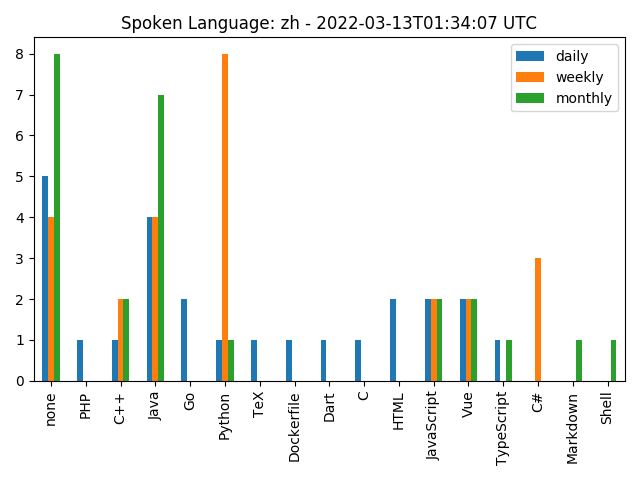 Spoken Language: zh - 2022-03-13T01:34:07 UTC
daily
weekly
monthly
8
7
6
5
4
3
2
1
0
none
PHP
C++
Java
Go
Python
TeX
Dockerfile
Dart
C
HTML
JavaScript
Vue
TypeScript
C#
Markdown
Shell